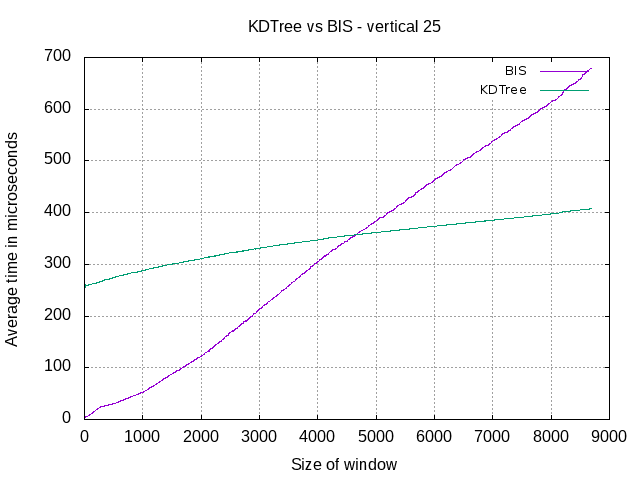 KDTree vs BIS - vertical 25
700
600
500
400
300
200
100
0
Average time in microseconds
BIS
KDTree
0 1000 2000 3000 4000 5000 6000 7000 8000 9000
Size of window